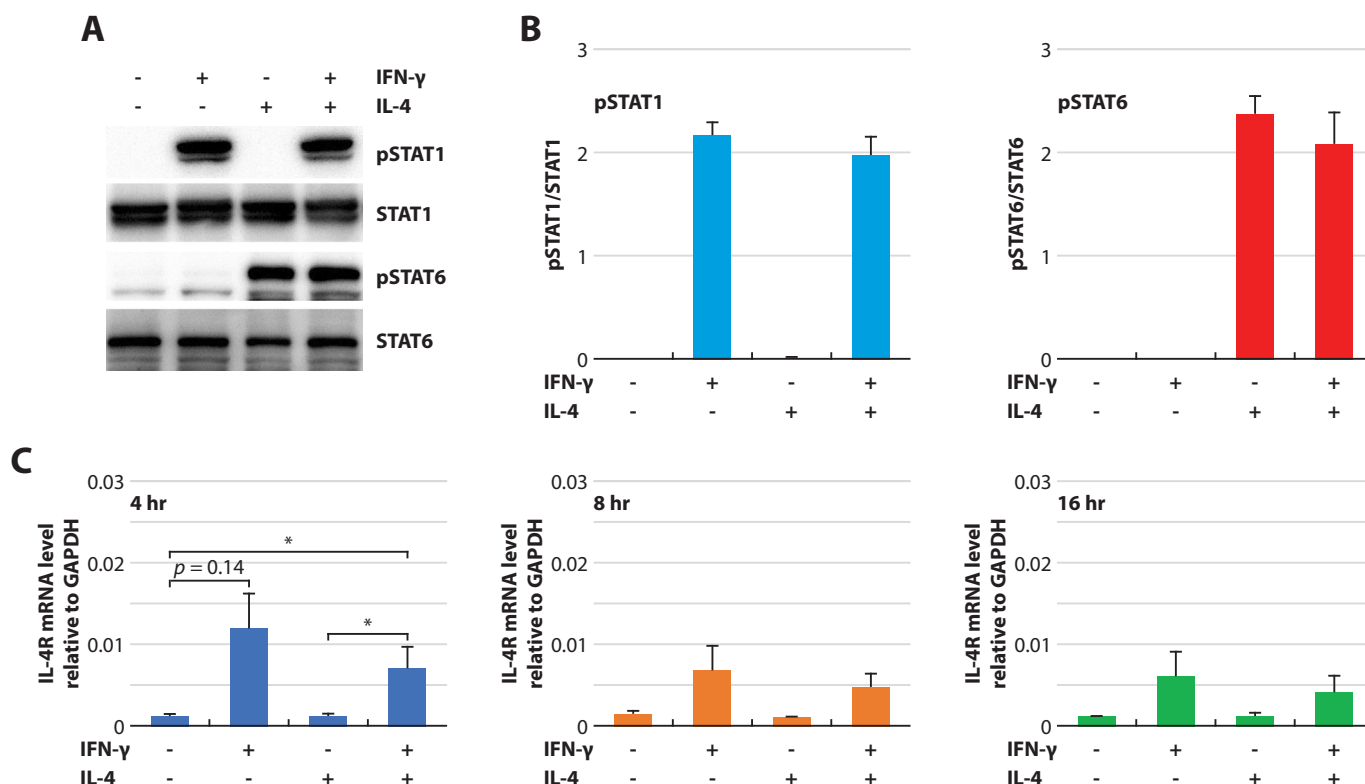 A
- + - + IFN-γ
- - + + IL-4
pSTAT1
STAT1
pSTAT6
STAT6
B
3
2
1
0
pSTAT1/STAT1
pSTAT1
IFN-γ - + - +
IL-4 - - + +
3
2
1
0
pSTAT6/STAT6
pSTAT6
IFN-γ - + - +
IL-4 - - + +
C
0.03
0.02
0.01
0
IL-4R mRNA level
relative to GAPDH
4 hr
*
p = 0.14
*
IFN-γ - + - +
IL-4 - - + +
0.03
0.02
0.01
0
IL-4R mRNA level
relative to GAPDH
8 hr
IFN-γ - + - +
IL-4 - - + +
0.03
0.02
0.01
0
IL-4R mRNA level
relative to GAPDH
16 hr
IFN-γ - + - +
IL-4 - - + +